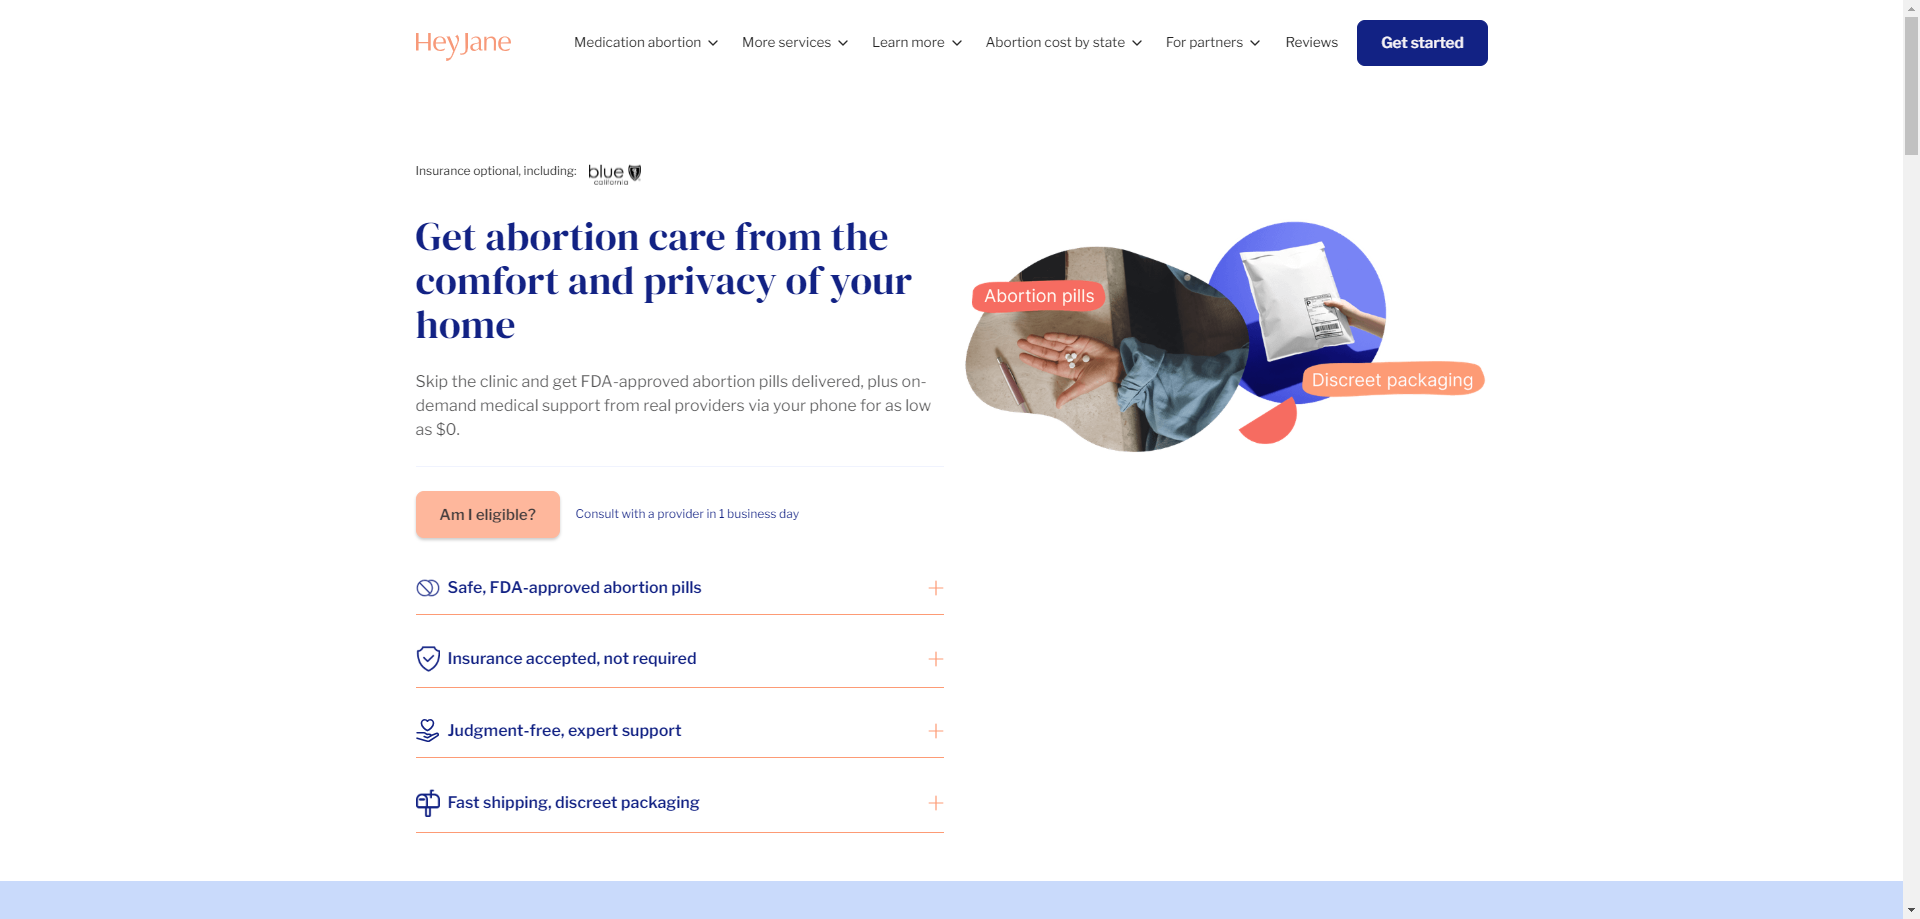 HeyJane
Medication abortion
More services
Learn more
Abortion cost by state
For partners
Reviews
Get started
Insurance optional, including:
blue
california
Get abortion care from the
comfort and privacy of your
home
Skip the clinic and get FDA-approved abortion pills delivered, plus on-
demand medical support from real providers via your phone for as low
as $0.
Abortion pills
Discreet packaging
Am I eligible?
Consult with a provider in 1 business day
Safe, FDA-approved abortion pills
Insurance accepted, not required
Judgment-free, expert support
Fast shipping, discreet packaging